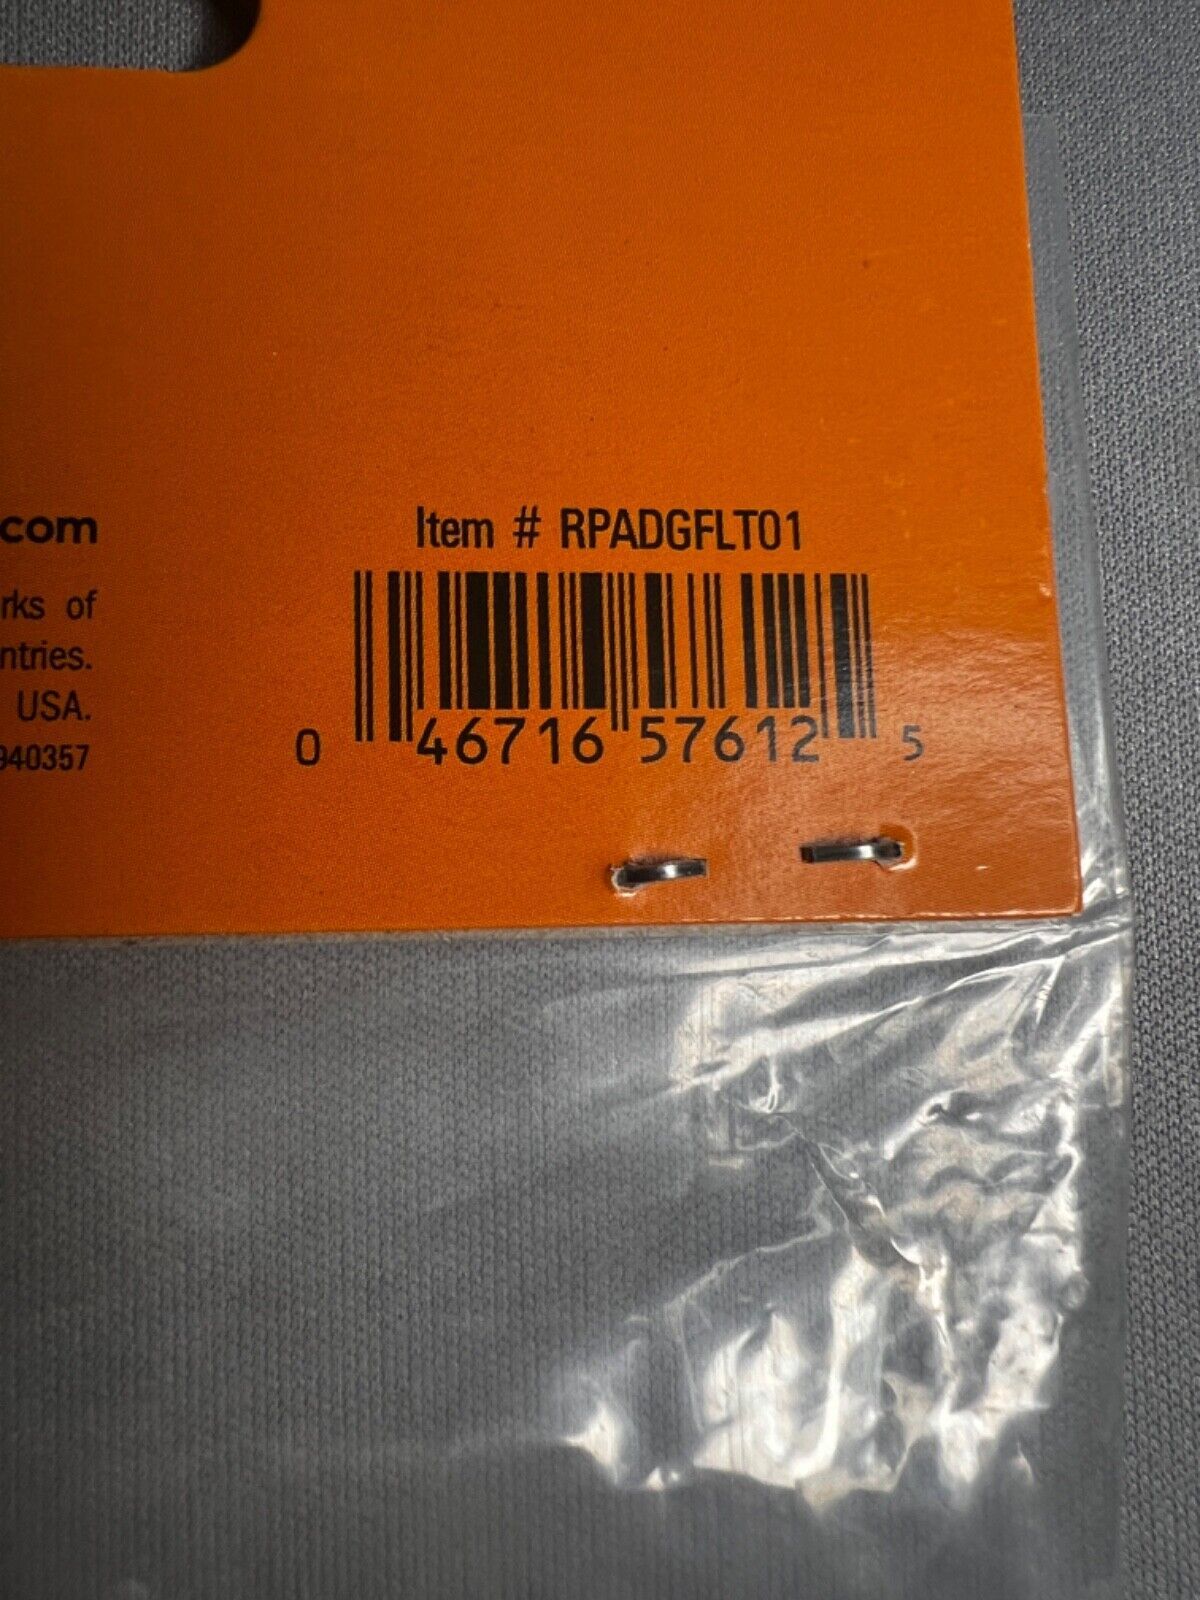 .com
rks of
ntries.
USA.
940357
Item # RPADGFLT01
0 46716 57612 5